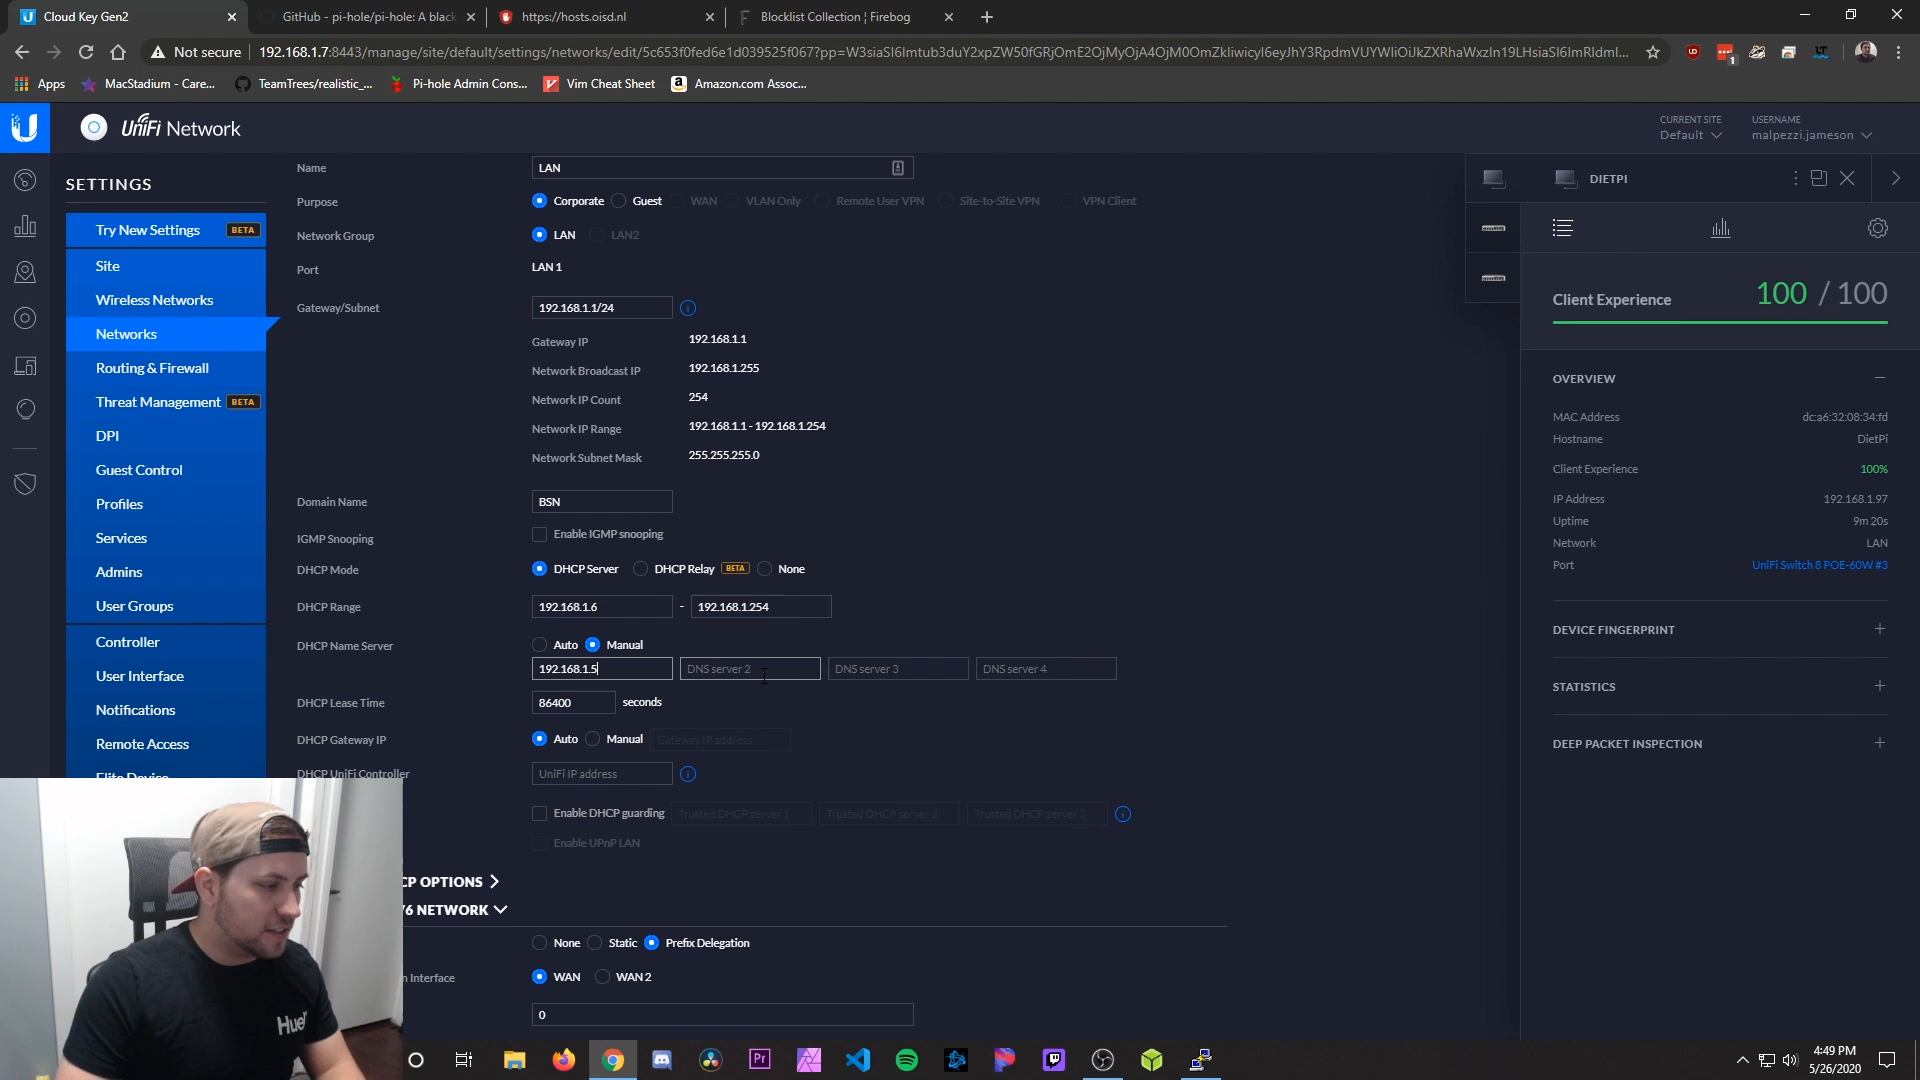 Cloud Key Gen2
GitHub - pi-hole/pi-hole: A black
https://hosts.oisd.nl
Blocklist Collection ¦ Firebog
Not secure
192.168.1.7:8443/manage/site/default/settings/networks/edit/
Apps
MacStadium - Care...
TeamTrees/realistic_...
Pi-hole Admin Cons...
Vim Cheat Sheet
Amazon.com Assoc...
UniFi Network
CURRENT SITE
Default
USERNAME
malpezzi.jameson
SETTINGS
Try New Settings BETA
Site
Wireless Networks
Networks
Routing & Firewall
Threat Management BETA
DPI
Guest Control
Profiles
Services
Admins
User Groups
Controller
User Interface
Notifications
Remote Access
Name LAN
Purpose Corporate Guest WAN VLAN Only Remote User VPN Site-to-Site VPN VPN Client
Network Group LAN LAN2
Port LAN 1
Gateway/Subnet 192.168.1.1/24
Gateway IP 192.168.1.1
Network Broadcast IP 192.168.1.255
Network IP Count 254
Network IP Range 192.168.1.1 - 192.168.1.254
Network Subnet Mask 255.255.255.0
Domain Name BSN
IGMP Snooping Enable IGMP snooping
DHCP Mode DHCP Server DHCP Relay BETA None
DHCP Range 192.168.1.6 - 192.168.1.254
DHCP Name Server Auto Manual
192.168.1.5 DNS server 2 DNS server 3 DNS server 4
DHCP Lease Time 86400 seconds
DHCP Gateway IP Auto Manual Gateway IP address
DHCP UniFi Controller UniFi IP address
Enable DHCP guarding Trusted DHCP server 1 Trusted DHCP server 2 Trusted DHCP server 3
Enable UPnP LAN
CP OPTIONS
V6 NETWORK
None Static Prefix Delegation
n Interface WAN WAN 2
0
DIETPI
Client Experience 100 / 100
OVERVIEW
MAC Address dc:a6:32:08:34:fd
Hostname DietPi
Client Experience 100%
IP Address 192.168.1.97
Uptime 9m 20s
Network LAN
Port UniFi Switch 8 POE-60W #3
DEVICE FINGERPRINT
STATISTICS
DEEP PACKET INSPECTION
Huel
Pr
4:49 PM
5/26/2020